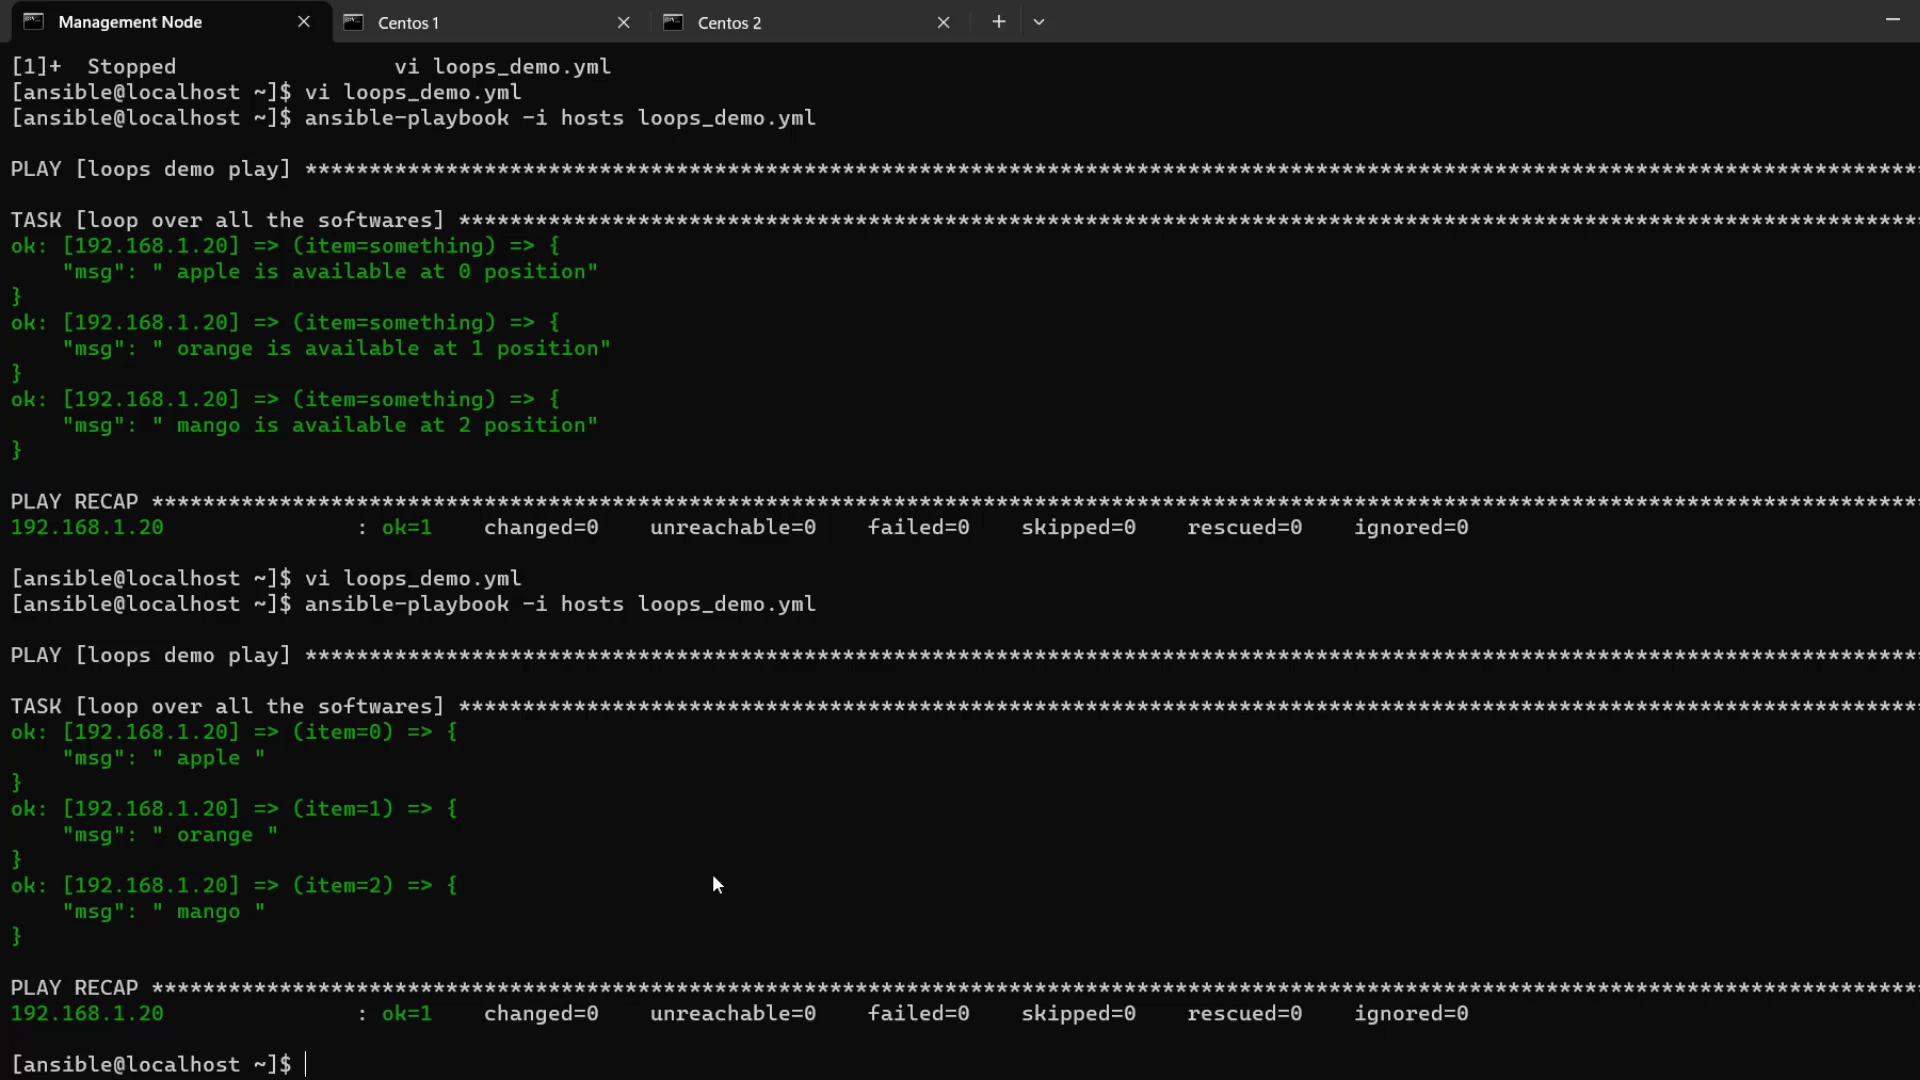 Management Node
Centos 1
Centos 2
[1]+  Stopped                 vi loops_demo.yml
[ansible@localhost ~]$ vi loops_demo.yml
[ansible@localhost ~]$ ansible-playbook -i hosts loops_demo.yml
PLAY [loops demo play] ******************************************************************************************************************************
TASK [loop over all the softwares] ******************************************************************************************************************
ok: [192.168.1.20] => (item=something) => {
    "msg": " apple is available at 0 position"
}
ok: [192.168.1.20] => (item=something) => {
    "msg": " orange is available at 1 position"
}
ok: [192.168.1.20] => (item=something) => {
    "msg": " mango is available at 2 position"
}
PLAY RECAP ******************************************************************************************************************************************
192.168.1.20               : ok=1    changed=0    unreachable=0    failed=0    skipped=0    rescued=0    ignored=0
[ansible@localhost ~]$ vi loops_demo.yml
[ansible@localhost ~]$ ansible-playbook -i hosts loops_demo.yml
PLAY [loops demo play] ******************************************************************************************************************************
TASK [loop over all the softwares] ******************************************************************************************************************
ok: [192.168.1.20] => (item=0) => {
    "msg": " apple "
}
ok: [192.168.1.20] => (item=1) => {
    "msg": " orange "
}
ok: [192.168.1.20] => (item=2) => {
    "msg": " mango "
}
PLAY RECAP ******************************************************************************************************************************************
192.168.1.20               : ok=1    changed=0    unreachable=0    failed=0    skipped=0    rescued=0    ignored=0
[ansible@localhost ~]$